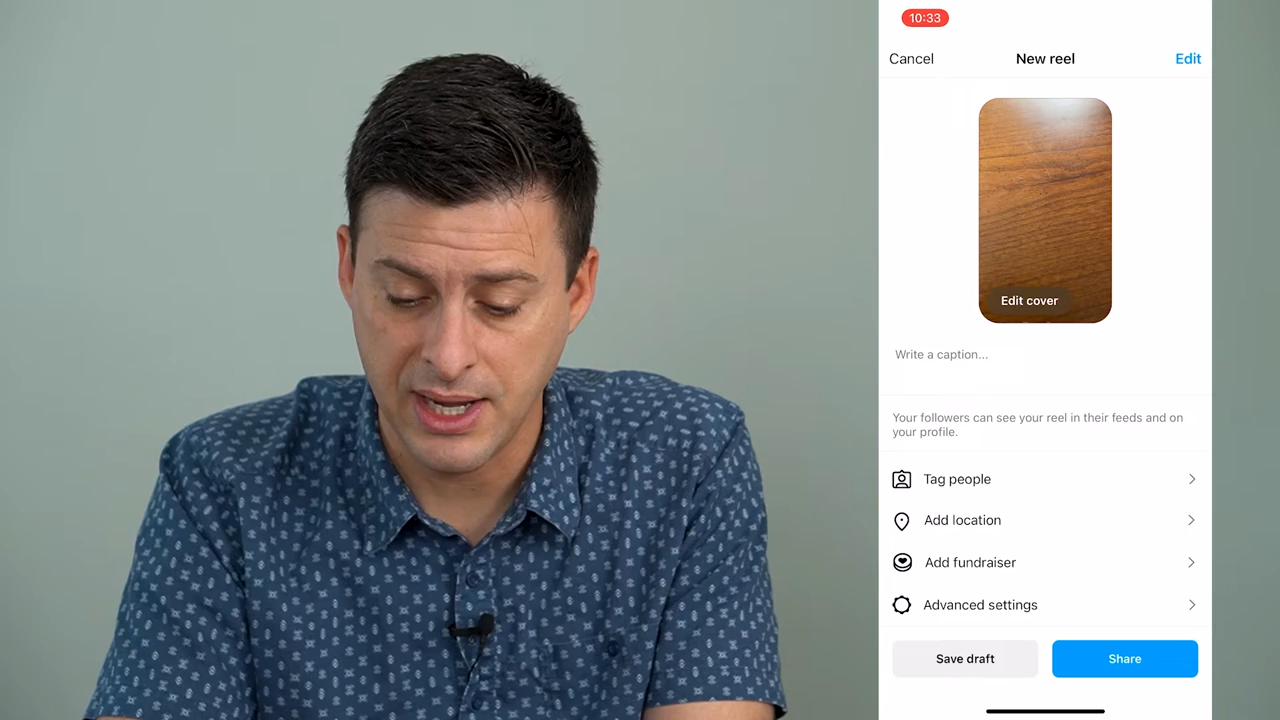 10:33
Cancel
New reel
Edit
Edit cover
Write a caption...
Your followers can see your reel in their feeds and on
your profile.
Tag people
Add location
Add fundraiser
Advanced settings
Save draft
Share